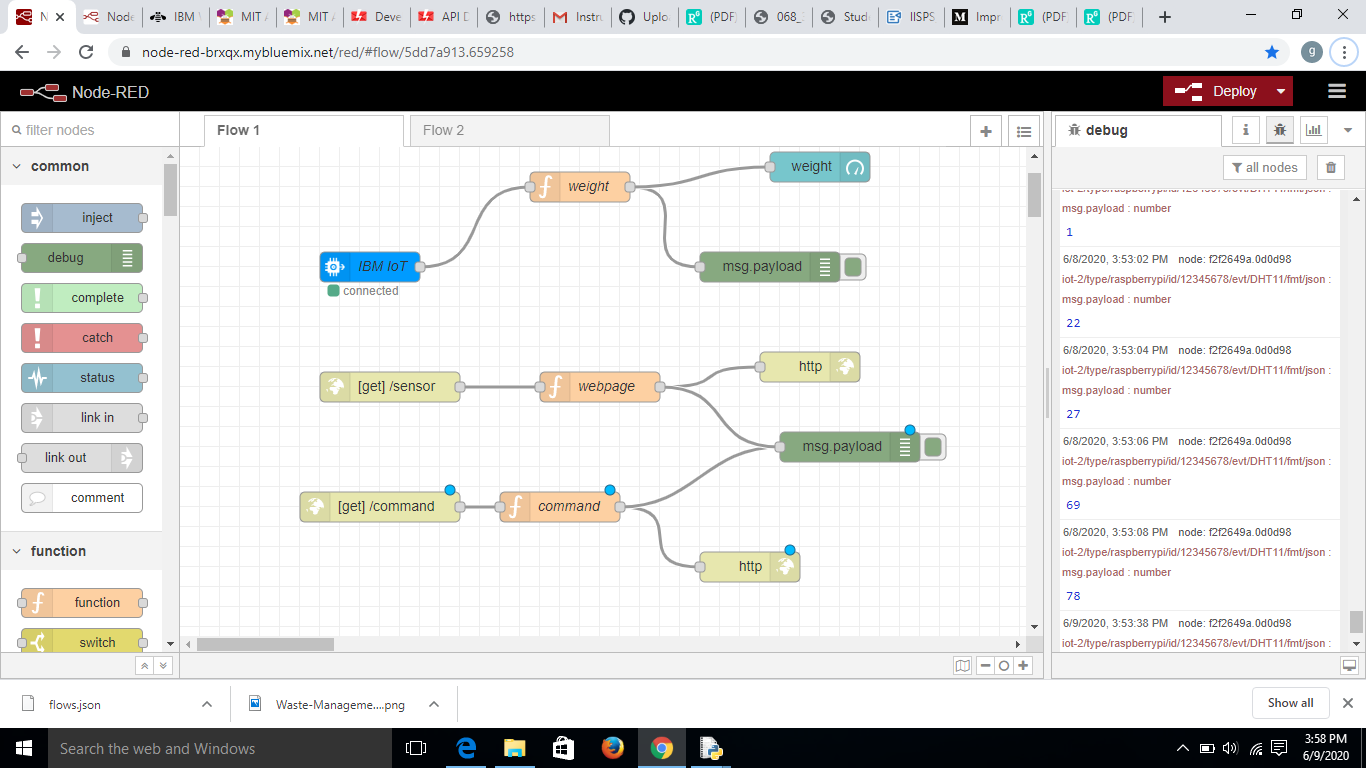 N
Node
IBM
MIT A
MIT A
Deve
API D
https
Instru
Uploa
(PDF)
068_
Stude
IISPS
Impr
(PDF)
(PDF)
node-red-brxqx.mybluemix.net/red/#flow/5dd7a913.659258
g
Node-RED
Deploy
filter nodes
Flow 1
Flow 2
debug
i
all nodes
common
inject
debug
complete
catch
status
link in
link out
comment
function
function
switch
weight
weight
IBM IoT
connected
msg.payload
[get] /sensor
webpage
http
msg.payload
[get] /command
command
http
iot-2/type/raspberrypi/id/12345678/evt/DHT11/fmt/json :
msg.payload : number
1
6/8/2020, 3:53:02 PM node: f2f2649a.0d0d98
iot-2/type/raspberrypi/id/12345678/evt/DHT11/fmt/json :
msg.payload : number
22
6/8/2020, 3:53:04 PM node: f2f2649a.0d0d98
iot-2/type/raspberrypi/id/12345678/evt/DHT11/fmt/json :
msg.payload : number
27
6/8/2020, 3:53:06 PM node: f2f2649a.0d0d98
iot-2/type/raspberrypi/id/12345678/evt/DHT11/fmt/json :
msg.payload : number
69
6/8/2020, 3:53:08 PM node: f2f2649a.0d0d98
iot-2/type/raspberrypi/id/12345678/evt/DHT11/fmt/json :
msg.payload : number
78
6/9/2020, 3:53:38 PM node: f2f2649a.0d0d98
iot-2/type/raspberrypi/id/12345678/evt/DHT11/fmt/json :
flows.json
Waste-Manageme....png
Show all
Search the web and Windows
3:58 PM
6/9/2020